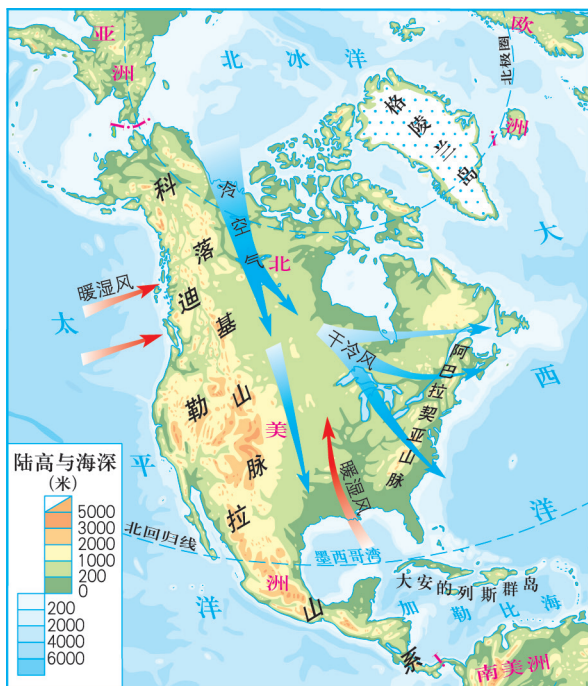 亚洲
北冰洋
欧洲
北极圈
格陵兰岛
冷空气
北美洲
科迪勒拉山系
落基山脉
暖湿风
太平洋
大西洋
干冷风
阿巴拉契亚山脉
暖湿风
墨西哥湾
北回归线
大安的列斯群岛
加勒比海
南美洲
陆高与海深
(米)
5000
3000
2000
1000
200
0
200
2000
4000
6000